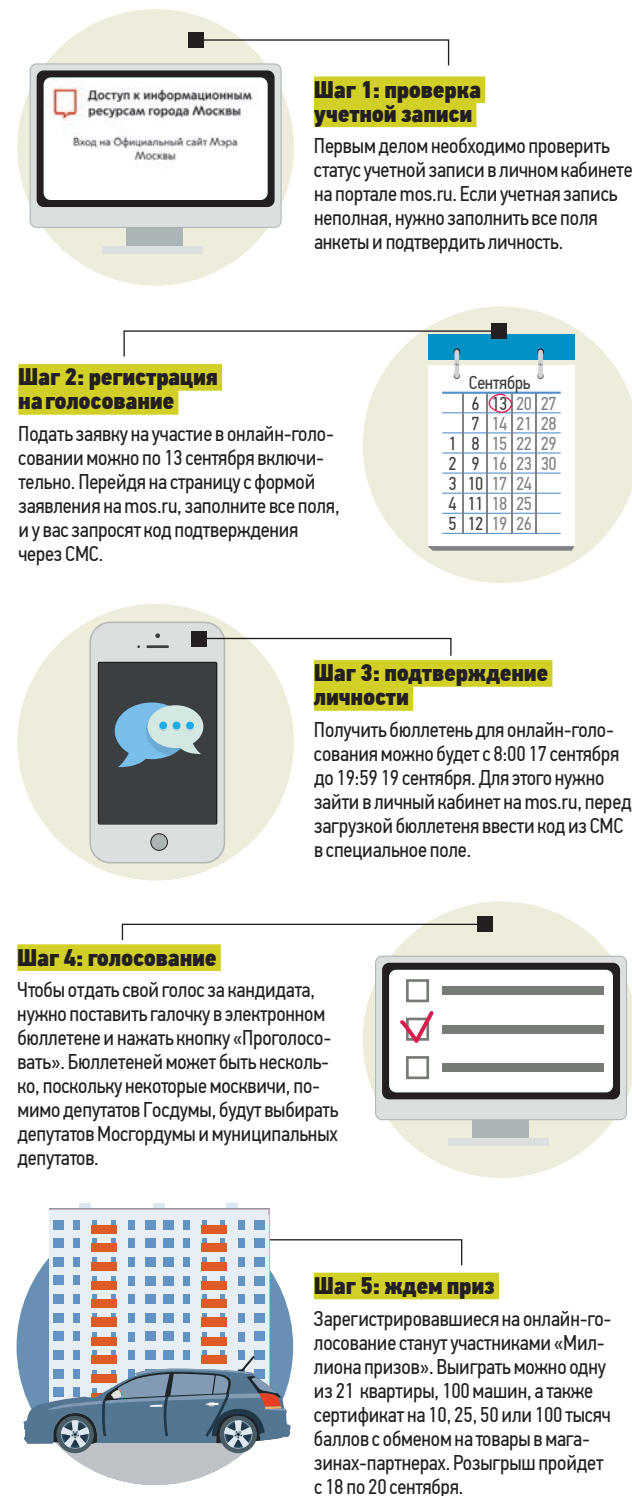 Доступ к информационным
ресурсам города Москвы
Вход на Официальный сайт Мэра
Москвы
Шаг 1: проверка
учетной записи
Первым делом необходимо проверить
статус учетной записи в личном кабинете
на портале mos.ru. Если учетная запись
неполная, нужно заполнить все поля
анкеты и подтвердить личность.
Шаг 2: регистрация
на голосование
Подать заявку на участие в онлайн-голо-
совании можно по 13 сентября включи-
тельно. Перейдя на страницу с формой
заявления на mos.ru, заполните все поля,
и у вас запросят код подтверждения
через СМС.
Сентябрь
6 13 20 27
7 14 21 28
1 8 15 22 29
2 9 16 23 30
3 10 17 24
4 11 18 25
5 12 19 26
Шаг 3: подтверждение
личности
Получить бюллетень для онлайн-голо-
сования можно будет с 8:00 17 сентября
до 19:59 19 сентября. Для этого нужно
зайти в личный кабинет на mos.ru, перед
загрузкой бюллетеня ввести код из СМС
в специальное поле.
Шаг 4: голосование
Чтобы отдать свой голос за кандидата,
нужно поставить галочку в электронном
бюллетене и нажать кнопку «Проголосо-
вать». Бюллетеней может быть несколь-
ко, поскольку некоторые москвичи, по-
мимо депутатов Госдумы, будут выбирать
депутатов Мосгордумы и муниципальных
депутатов.
Шаг 5: ждем приз
Зарегистрировавшиеся на онлайн-го-
лосование станут участниками «Мил-
лиона призов». Выиграть можно одну
из 21 квартиры, 100 машин, а также
сертификат на 10, 25, 50 или 100 тысяч
баллов с обменом на товары в мага-
зинах-партнерах. Розыгрыш пройдет
с 18 по 20 сентября.